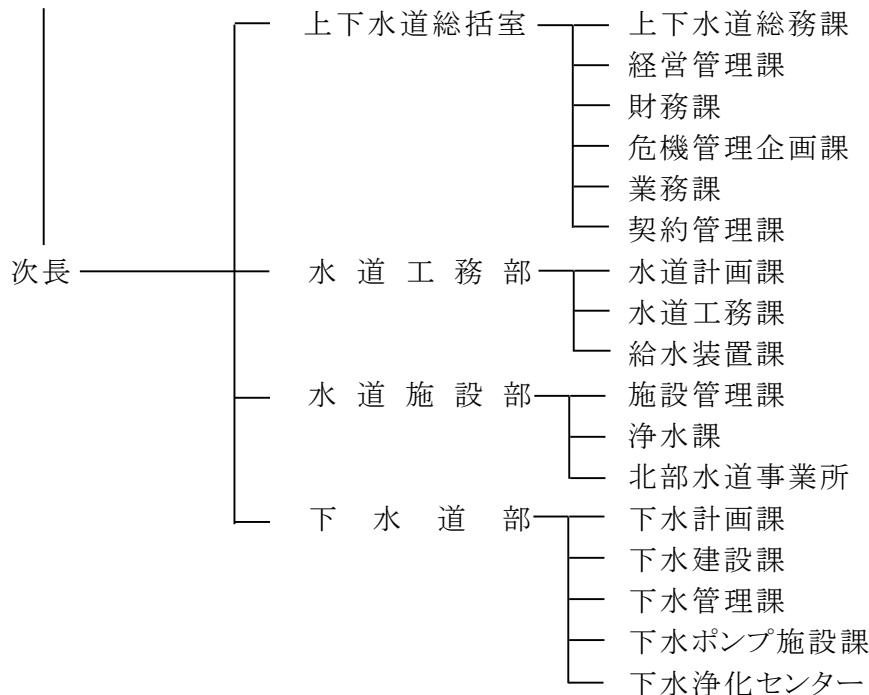 上下水道総括室 上下水道総務課
経営管理課
財務課
危機管理企画課
業務課
契約管理課
次長 水道工務部 水道計画課
水道工務課
給水装置課
水道施設部 施設管理課
浄水課
北部水道事業所
下水道部 下水計画課
下水建設課
下水管理課
下水ポンプ施設課
下水浄化センター